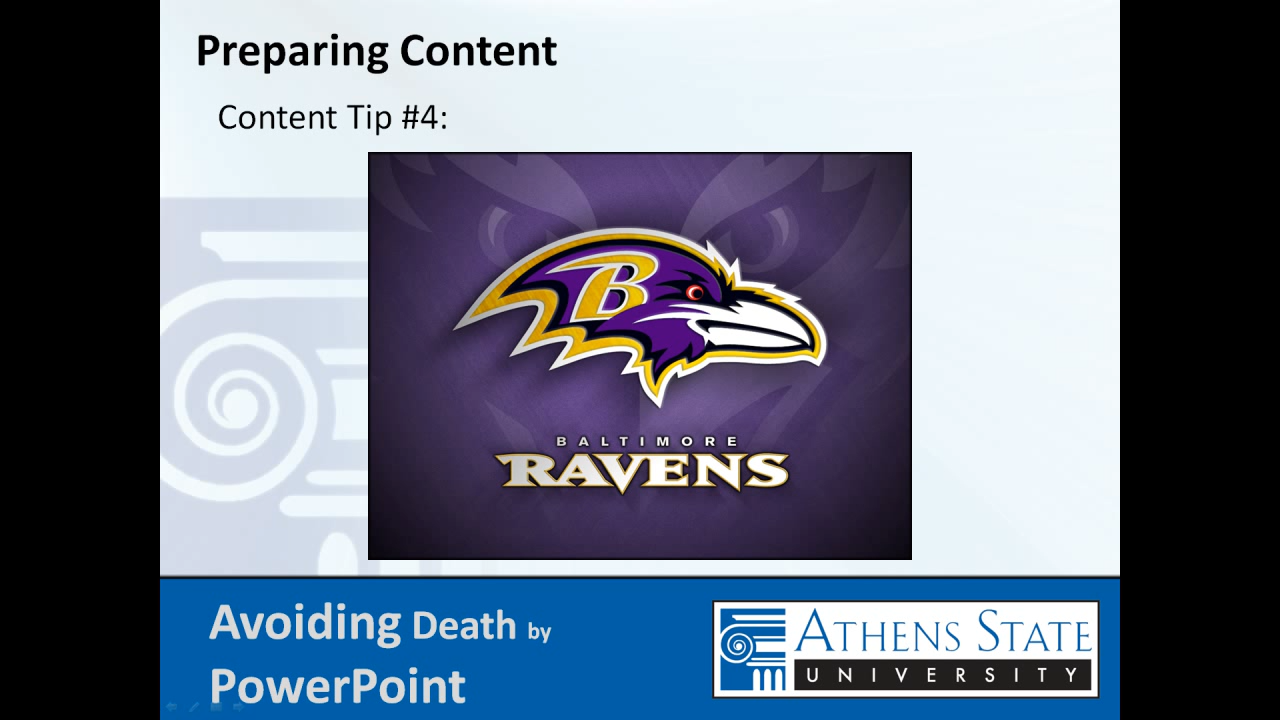 Preparing Content
Content Tip #4:
B
BALTIMORE
RAVENS
Avoiding Death by
PowerPoint
ATHENS STATE
UNIVERSITY